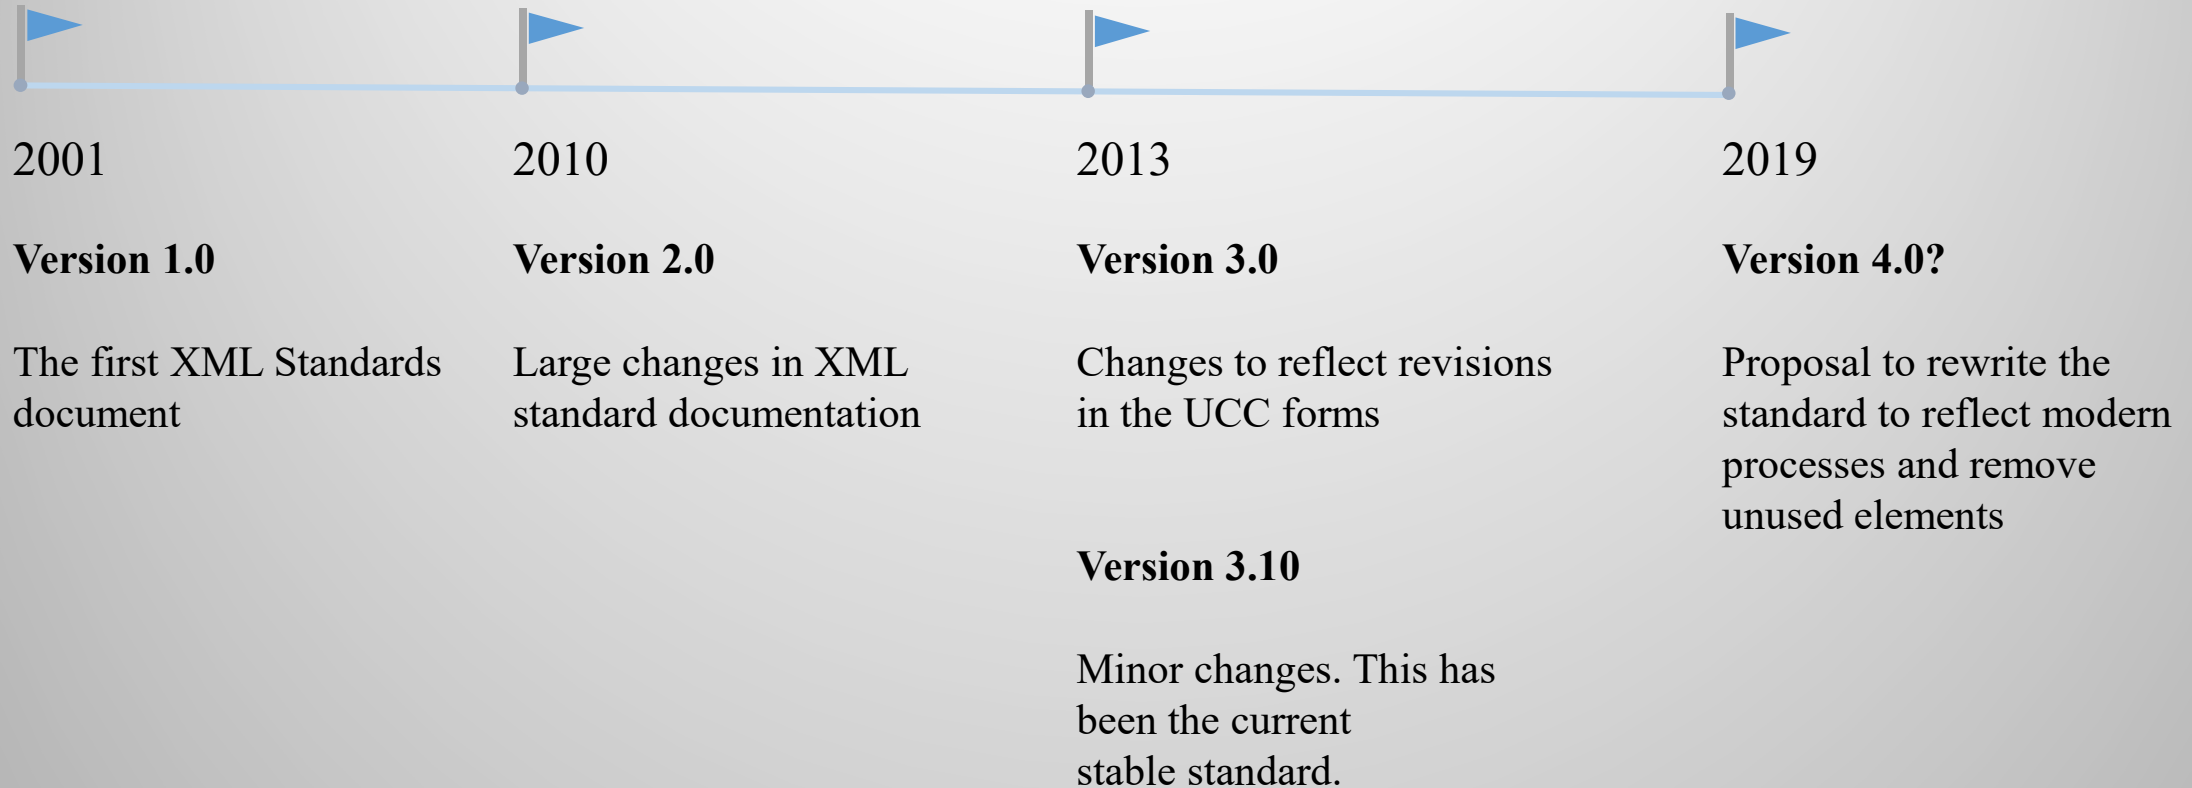 2001
Version 1.0
The first XML Standards
document
2010
Version 2.0
Large changes in XML
standard documentation
2013
Version 3.0
Changes to reflect revisions
in the UCC forms
Version 3.10
Minor changes. This has
been the current
stable standard.
2019
Version 4.0?
Proposal to rewrite the
standard to reflect modern
processes and remove
unused elements